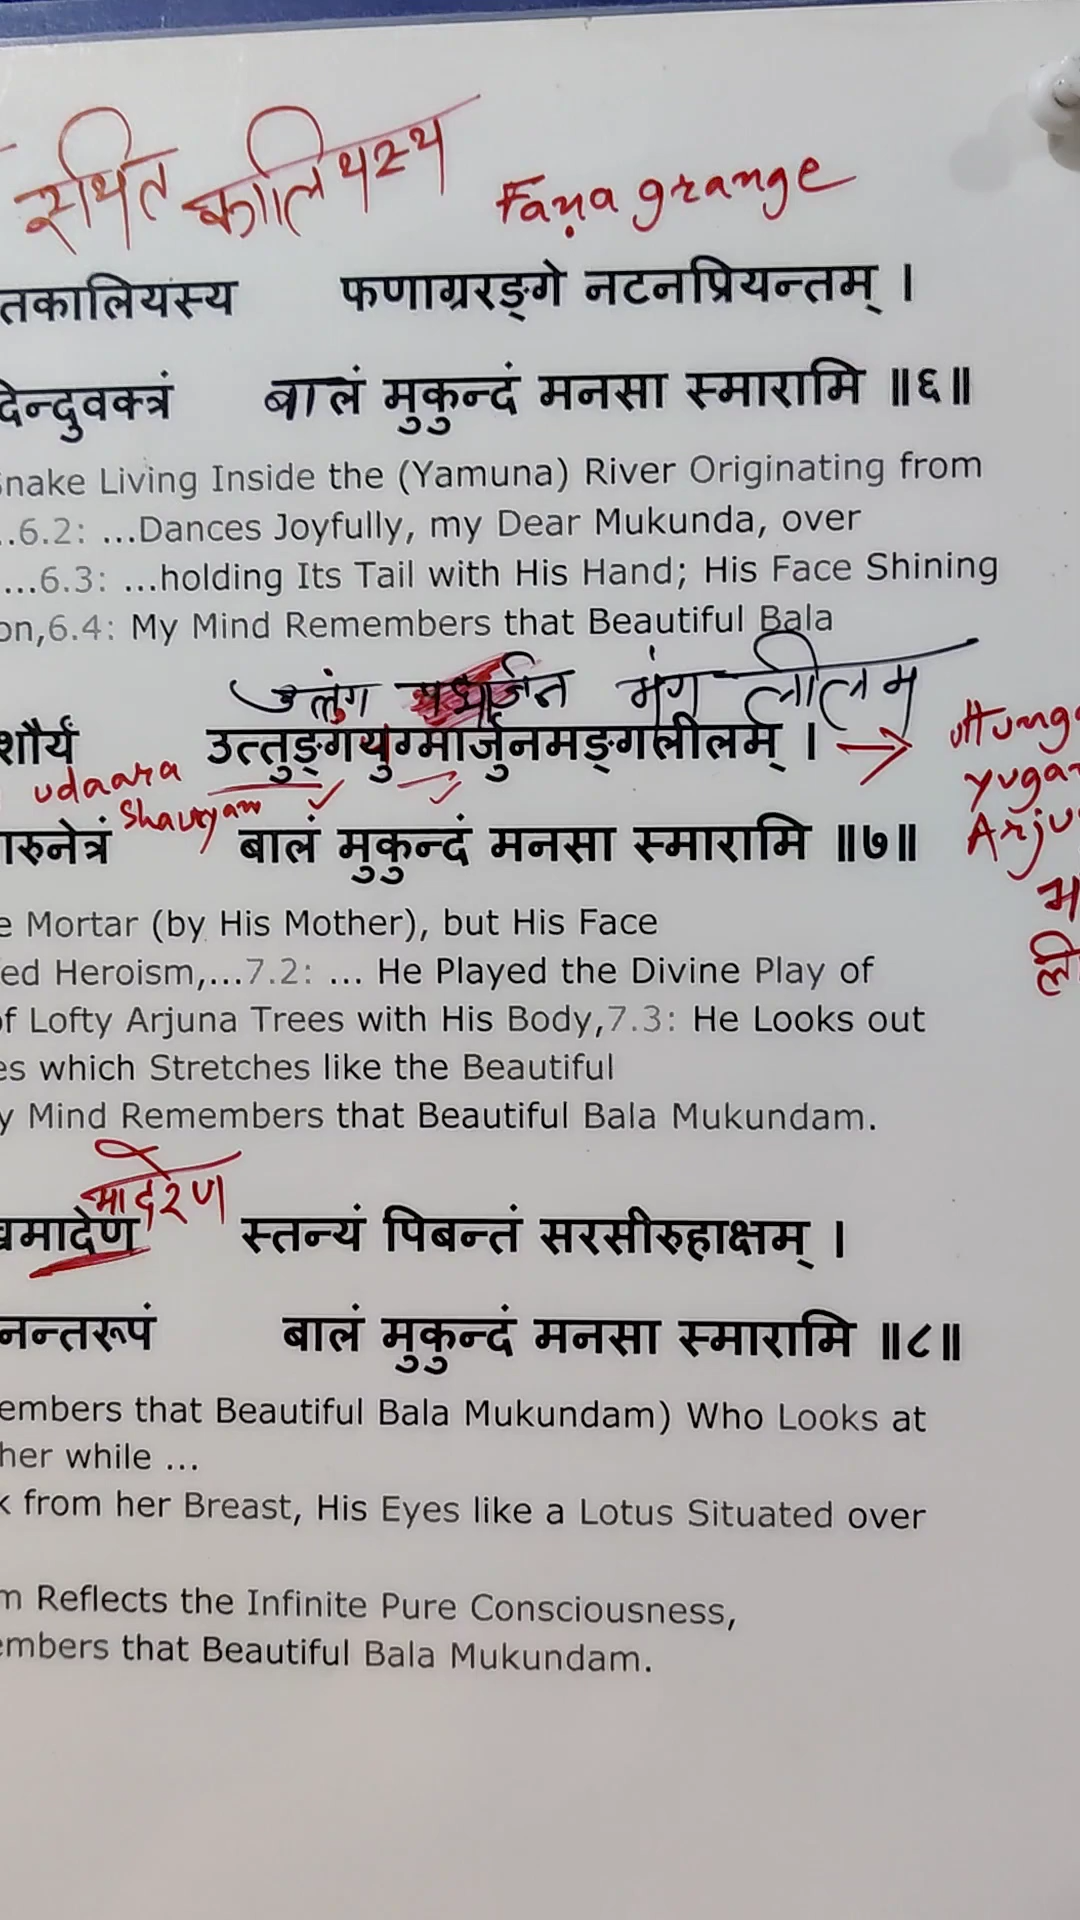 स्थित कालियस्य Faṇa grange
तकालियस्य फणाग्ररङ्गे नटनप्रियन्तम् ।
देन्दुवक्त्रं बालं मुकुन्दं मनसा स्मारामि ॥६॥
snake Living Inside the (Yamuna) River Originating from
..6.2: ...Dances Joyfully, my Dear Mukunda, over
...6.3: ...holding Its Tail with His Hand; His Face Shining
on,6.4: My Mind Remembers that Beautiful Bala
मंग लीलम
शौर्यं उत्तुङ्गयुग्मार्जुनमङ्गलीलम् । → uttunga
udaara yuga
Shauryam Arju
ारुनेत्रं बालं मुकुन्दं मनसा स्मारामि ॥७॥
म
ली
e Mortar (by His Mother), but His Face
ed Heroism,...7.2: ... He Played the Divine Play of
of Lofty Arjuna Trees with His Body,7.3: He Looks out
es which Stretches like the Beautiful
y Mind Remembers that Beautiful Bala Mukundam.
मादरेण
मादेण स्तन्यं पिबन्तं सरसीरुहाक्षम् ।
नन्तरूपं बालं मुकुन्दं मनसा स्मारामि ॥८॥
embers that Beautiful Bala Mukundam) Who Looks at
her while ...
k from her Breast, His Eyes like a Lotus Situated over
m Reflects the Infinite Pure Consciousness,
embers that Beautiful Bala Mukundam.